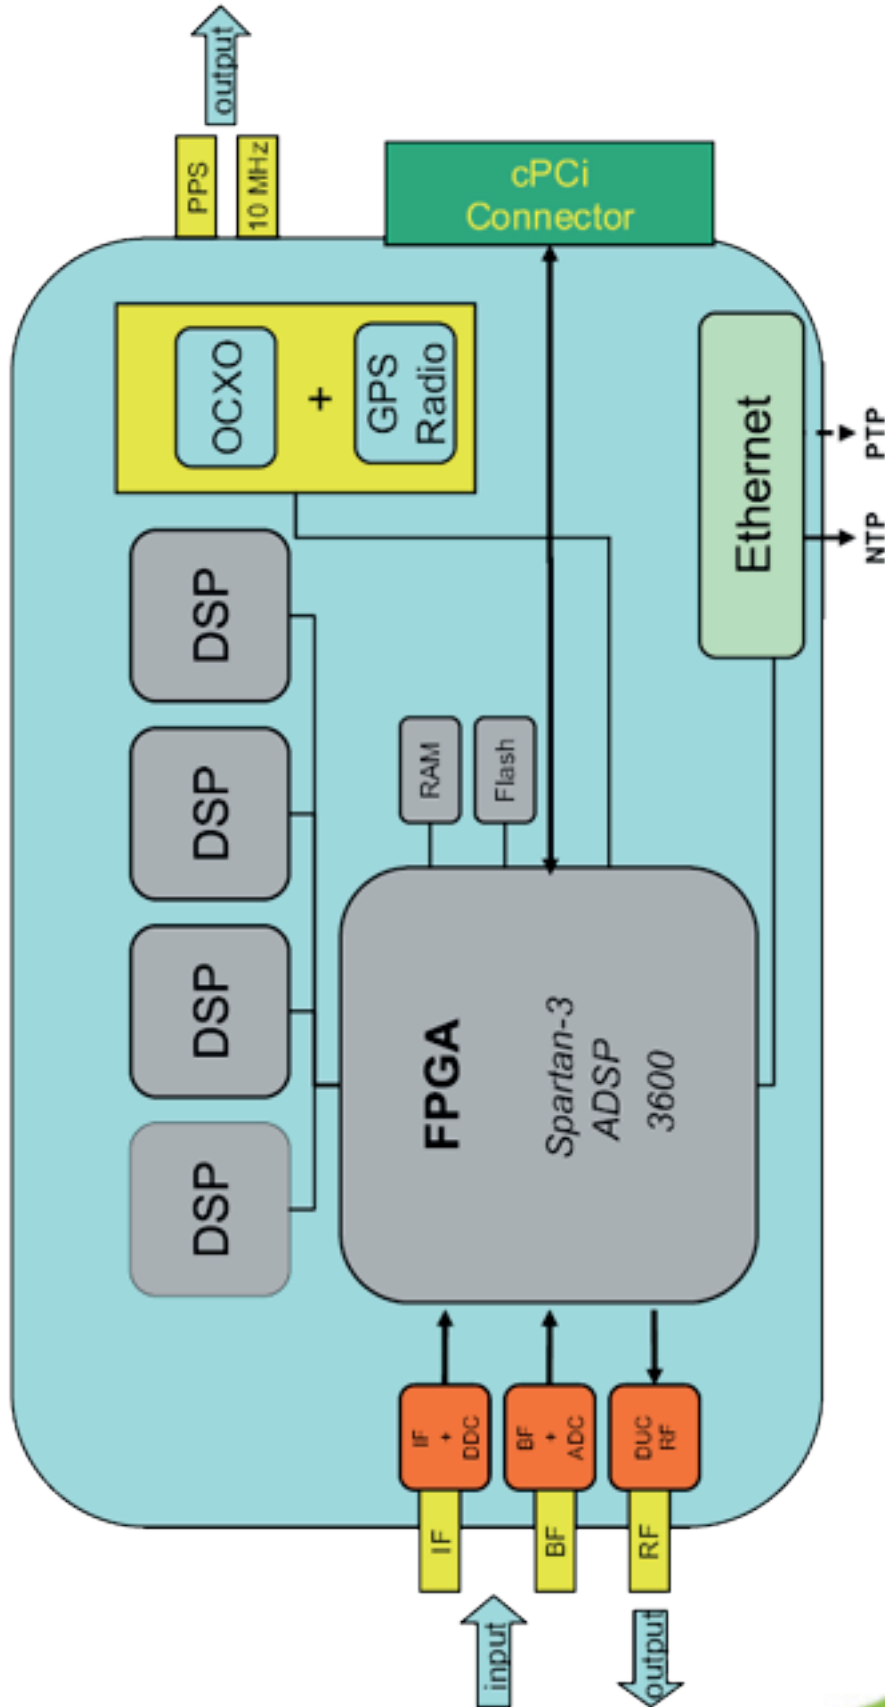 output
PPS
10 MHz
cPCi
Connector
OCXO
+
GPS
Radio
DSP
DSP
DSP
DSP
RAM
Flash
Ethernet
NTP
PTP
FPGA
Spartan-3
ADSP
3600
IF
+
DDC
BF
+
ADC
DUC
RF
IF
BF
RF
input
output